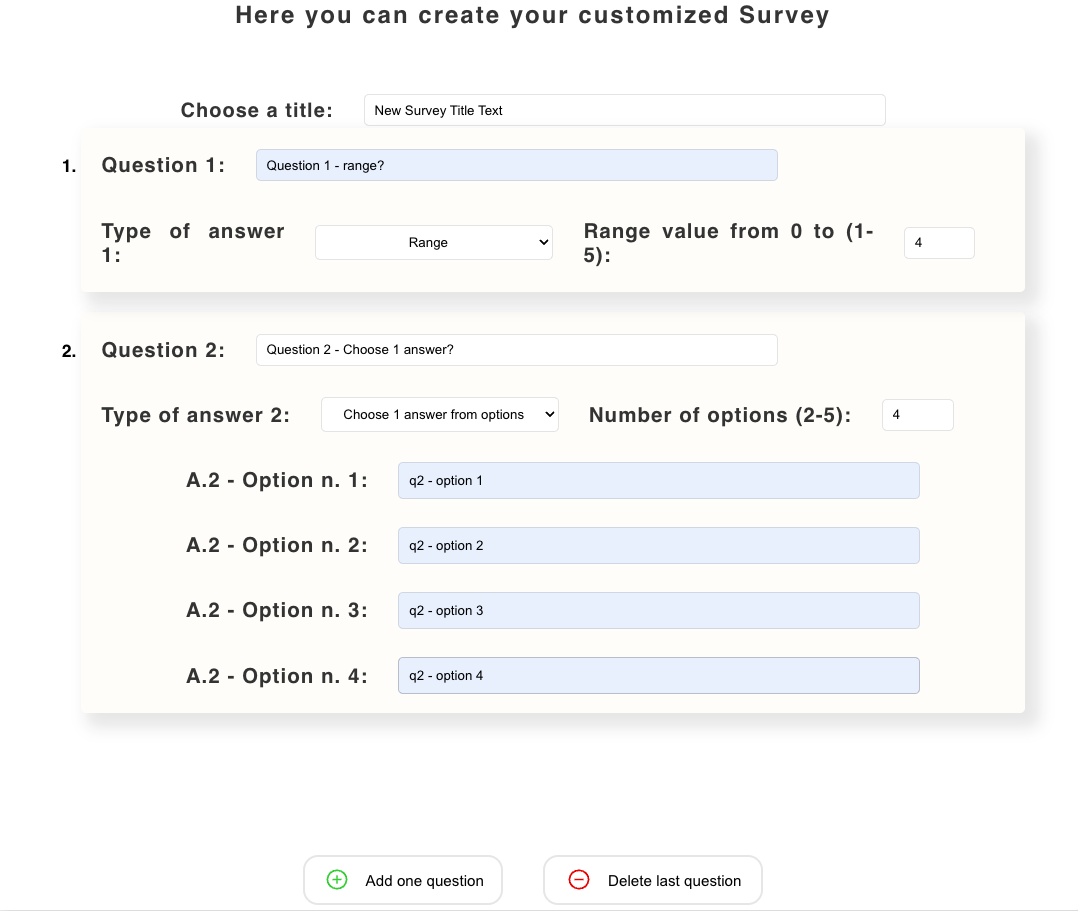 Here you can create your customized Survey
Choose a title: New Survey Title Text
1. Question 1: Question 1 - range?
Type of answer 1: Range Range value from 0 to (1-5): 4
2. Question 2: Question 2 - Choose 1 answer?
Type of answer 2: Choose 1 answer from options Number of options (2-5): 4
A.2 - Option n. 1: q2 - option 1
A.2 - Option n. 2: q2 - option 2
A.2 - Option n. 3: q2 - option 3
A.2 - Option n. 4: q2 - option 4
Add one question Delete last question